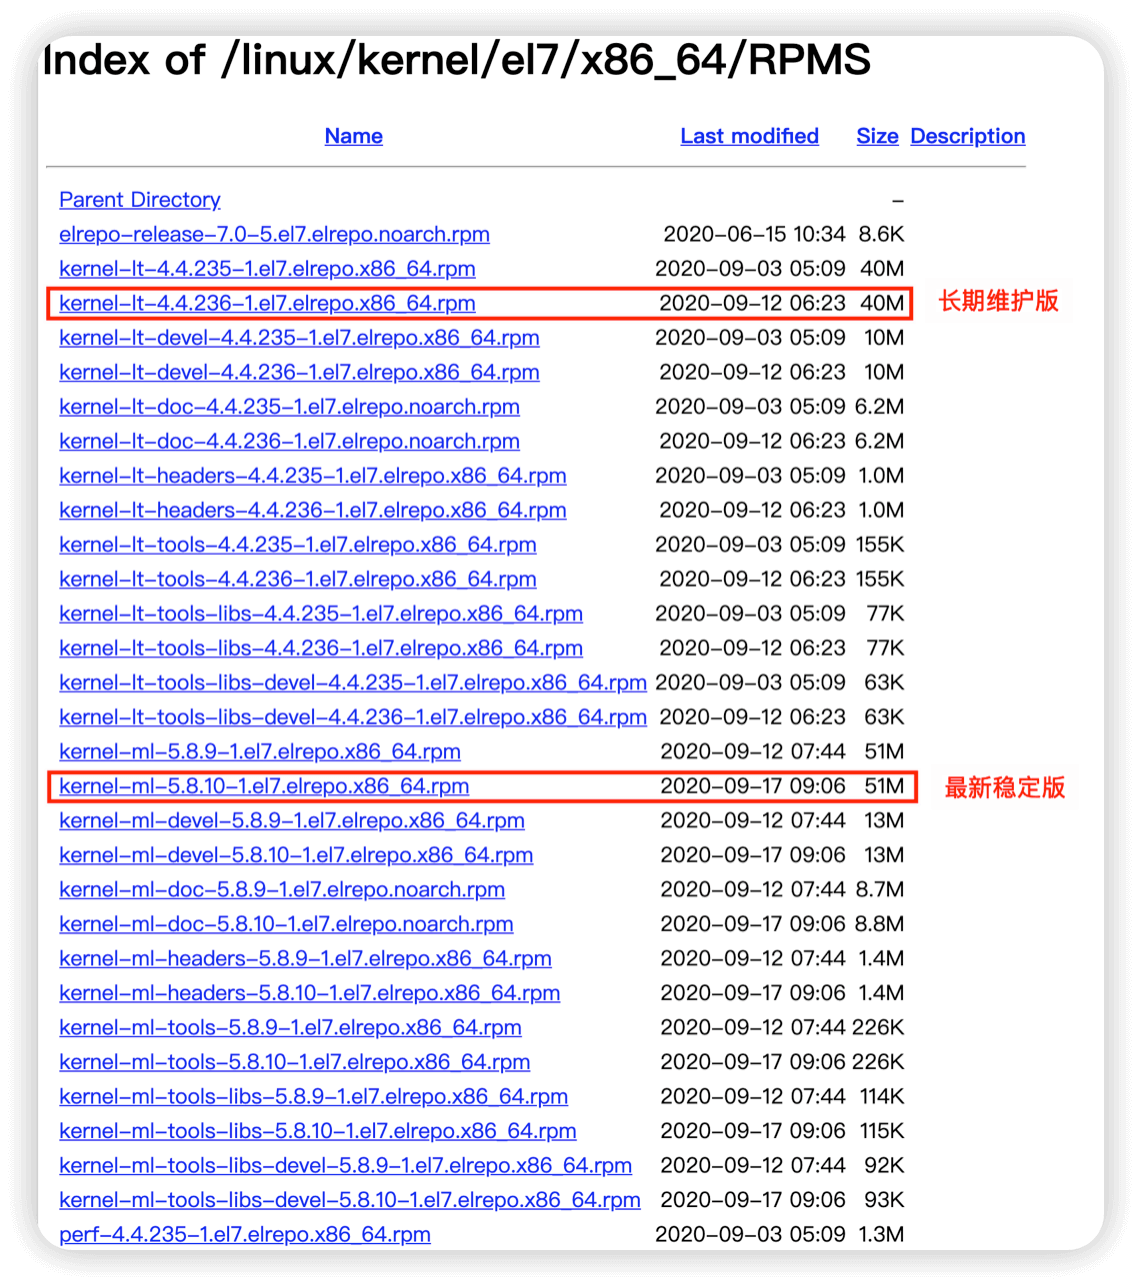 Index of /linux/kernel/el7/x86_64/RPMS
Name Last modified Size Description
Parent Directory –
elrepo-release-7.0-5.el7.elrepo.noarch.rpm 2020-06-15 10:34 8.6K
kernel-lt-4.4.235-1.el7.elrepo.x86_64.rpm 2020-09-03 05:09 40M
kernel-lt-4.4.236-1.el7.elrepo.x86_64.rpm 2020-09-12 06:23 40M 长期维护版
kernel-lt-devel-4.4.235-1.el7.elrepo.x86_64.rpm 2020-09-03 05:09 10M
kernel-lt-devel-4.4.236-1.el7.elrepo.x86_64.rpm 2020-09-12 06:23 10M
kernel-lt-doc-4.4.235-1.el7.elrepo.noarch.rpm 2020-09-03 05:09 6.2M
kernel-lt-doc-4.4.236-1.el7.elrepo.noarch.rpm 2020-09-12 06:23 6.2M
kernel-lt-headers-4.4.235-1.el7.elrepo.x86_64.rpm 2020-09-03 05:09 1.0M
kernel-lt-headers-4.4.236-1.el7.elrepo.x86_64.rpm 2020-09-12 06:23 1.0M
kernel-lt-tools-4.4.235-1.el7.elrepo.x86_64.rpm 2020-09-03 05:09 155K
kernel-lt-tools-4.4.236-1.el7.elrepo.x86_64.rpm 2020-09-12 06:23 155K
kernel-lt-tools-libs-4.4.235-1.el7.elrepo.x86_64.rpm 2020-09-03 05:09 77K
kernel-lt-tools-libs-4.4.236-1.el7.elrepo.x86_64.rpm 2020-09-12 06:23 77K
kernel-lt-tools-libs-devel-4.4.235-1.el7.elrepo.x86_64.rpm 2020-09-03 05:09 63K
kernel-lt-tools-libs-devel-4.4.236-1.el7.elrepo.x86_64.rpm 2020-09-12 06:23 63K
kernel-ml-5.8.9-1.el7.elrepo.x86_64.rpm 2020-09-12 07:44 51M
kernel-ml-5.8.10-1.el7.elrepo.x86_64.rpm 2020-09-17 09:06 51M 最新稳定版
kernel-ml-devel-5.8.9-1.el7.elrepo.x86_64.rpm 2020-09-12 07:44 13M
kernel-ml-devel-5.8.10-1.el7.elrepo.x86_64.rpm 2020-09-17 09:06 13M
kernel-ml-doc-5.8.9-1.el7.elrepo.noarch.rpm 2020-09-12 07:44 8.7M
kernel-ml-doc-5.8.10-1.el7.elrepo.noarch.rpm 2020-09-17 09:06 8.8M
kernel-ml-headers-5.8.9-1.el7.elrepo.x86_64.rpm 2020-09-12 07:44 1.4M
kernel-ml-headers-5.8.10-1.el7.elrepo.x86_64.rpm 2020-09-17 09:06 1.4M
kernel-ml-tools-5.8.9-1.el7.elrepo.x86_64.rpm 2020-09-12 07:44 226K
kernel-ml-tools-5.8.10-1.el7.elrepo.x86_64.rpm 2020-09-17 09:06 226K
kernel-ml-tools-libs-5.8.9-1.el7.elrepo.x86_64.rpm 2020-09-12 07:44 114K
kernel-ml-tools-libs-5.8.10-1.el7.elrepo.x86_64.rpm 2020-09-17 09:06 115K
kernel-ml-tools-libs-devel-5.8.9-1.el7.elrepo.x86_64.rpm 2020-09-12 07:44 92K
kernel-ml-tools-libs-devel-5.8.10-1.el7.elrepo.x86_64.rpm 2020-09-17 09:06 93K
perf-4.4.235-1.el7.elrepo.x86_64.rpm 2020-09-03 05:09 1.3M